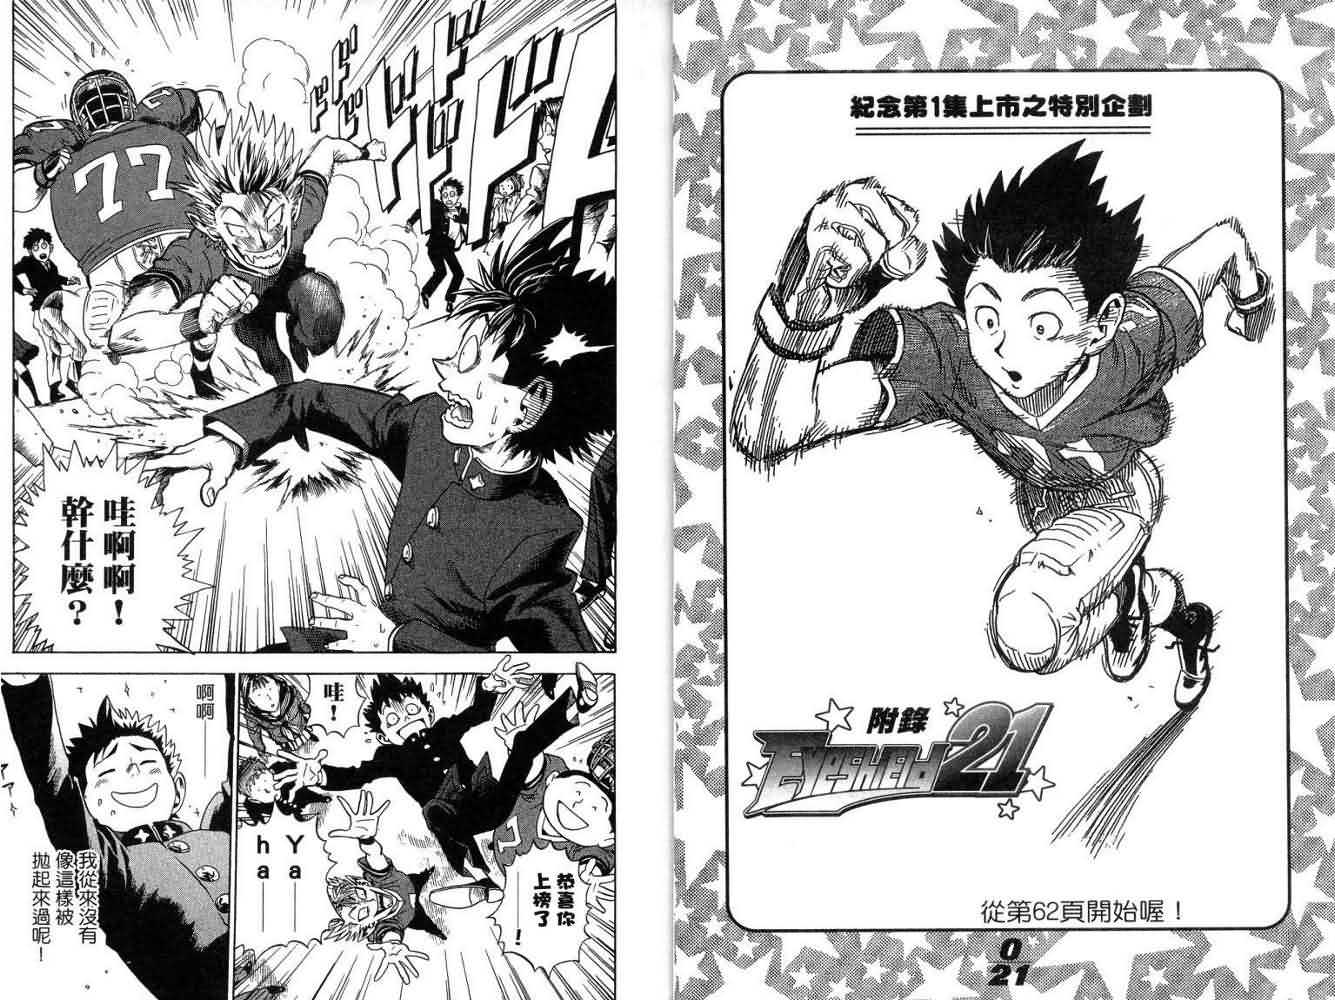 紀念第1集上市之特別企劃
附錄
EYESHIELD 21
從第62頁開始喔！
0
21
ドドドドドド
77
哇啊啊！
幹什麼？
哇！
恭喜你
上榜了
——！
Ya——
ha——
啊啊——
我從來沒有
像這樣被
拋起來過呢！